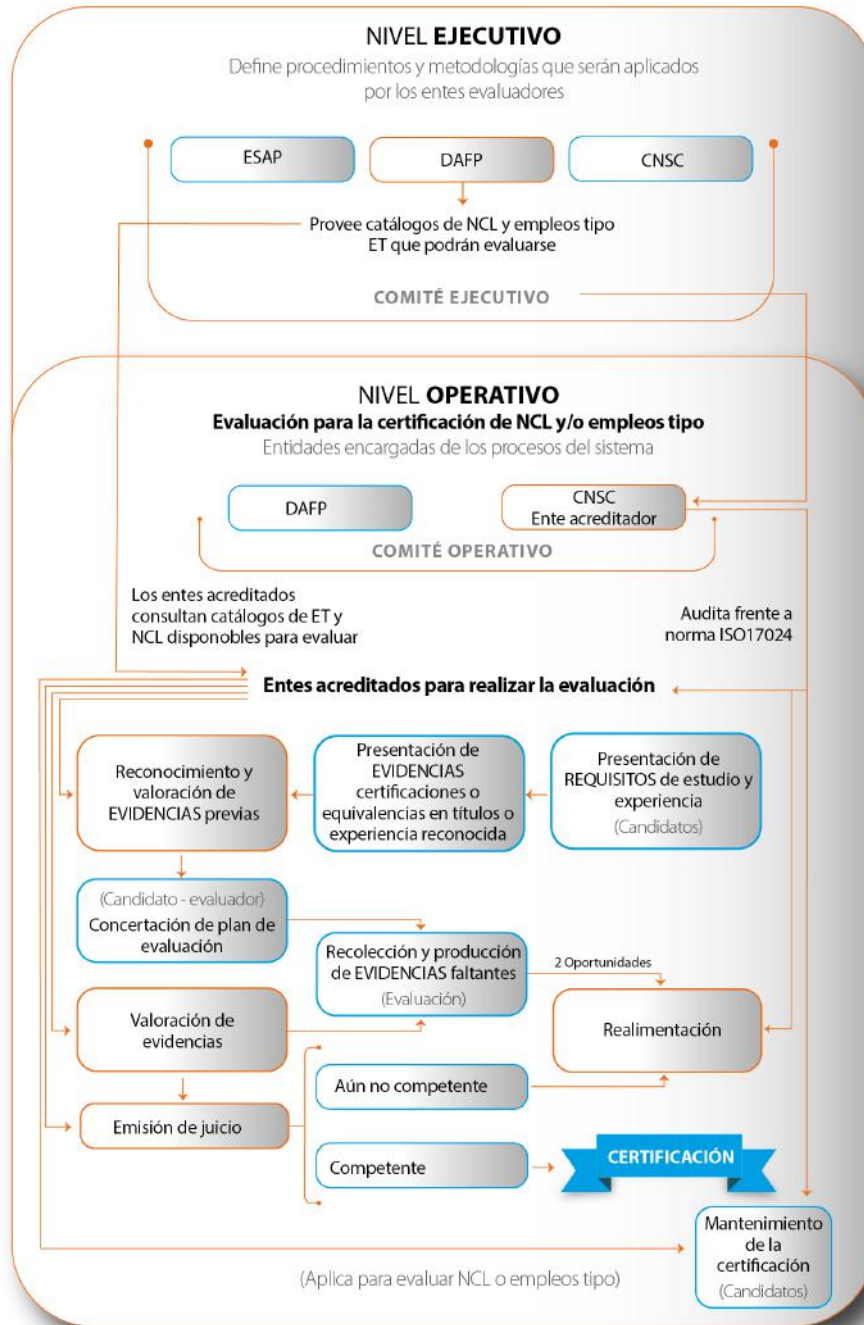 NIVEL EJECUTIVO
Define procedimientos y metodologías que serán aplicados
por los entes evaluadores
ESAP
DAFP
CNSC
Provee catálogos de NCL y empleos tipo
ET que podrán evaluarse
COMITÉ EJECUTIVO
NIVEL OPERATIVO
Evaluación para la certificación de NCL y/o empleos tipo
Entidades encargadas de los procesos del sistema
DAFP
CNSC
Ente acreditador
COMITÉ OPERATIVO
Los entes acreditados
consultan catálogos de ET y
NCL disponobles para evaluar
Audita frente a
norma ISO17024
Entes acreditados para realizar la evaluación
Reconocimiento y
valoración de
EVIDENCIAS previas
Presentación de
EVIDENCIAS
certificaciones o
equivalencias en títulos o
experiencia reconocida
Presentación de
REQUISITOS de estudio y
experiencia
(Candidatos)
(Candidato - evaluador)
Concertación de plan de
evaluación
Recolección y producción
de EVIDENCIAS faltantes
(Evaluación)
2 Oportunidades
Valoración de
evidencias
Realimentación
Aún no competente
Emisión de juicio
Competente
CERTIFICACIÓN
Mantenimiento
de la
certificación
(Candidatos)
(Aplica para evaluar NCL o empleos tipo)